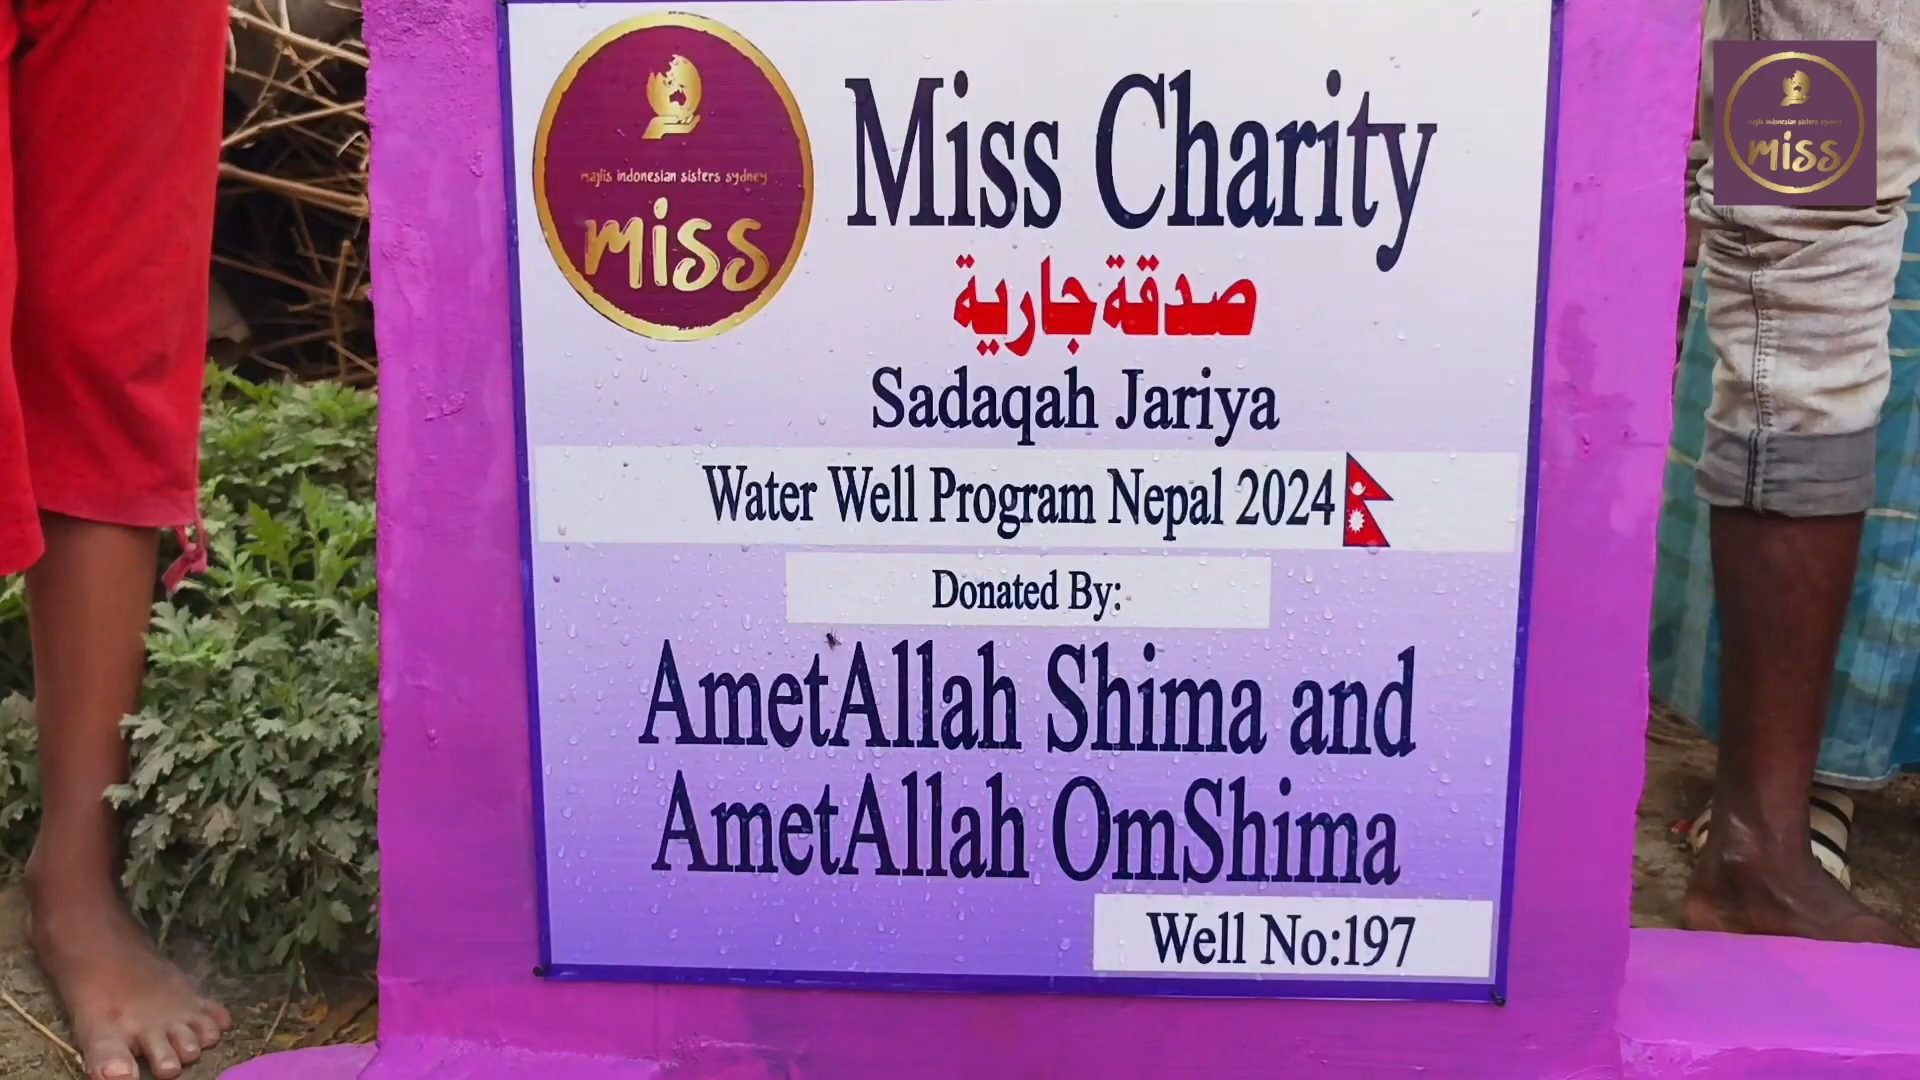 majlis indonesian sisters sydney
miss
Miss Charity
صدقة جارية
Sadaqah Jariya
Water Well Program Nepal 2024
Donated By:
AmetAllah Shima and
AmetAllah OmShima
Well No:197
majlis indonesian sisters sydney
miss